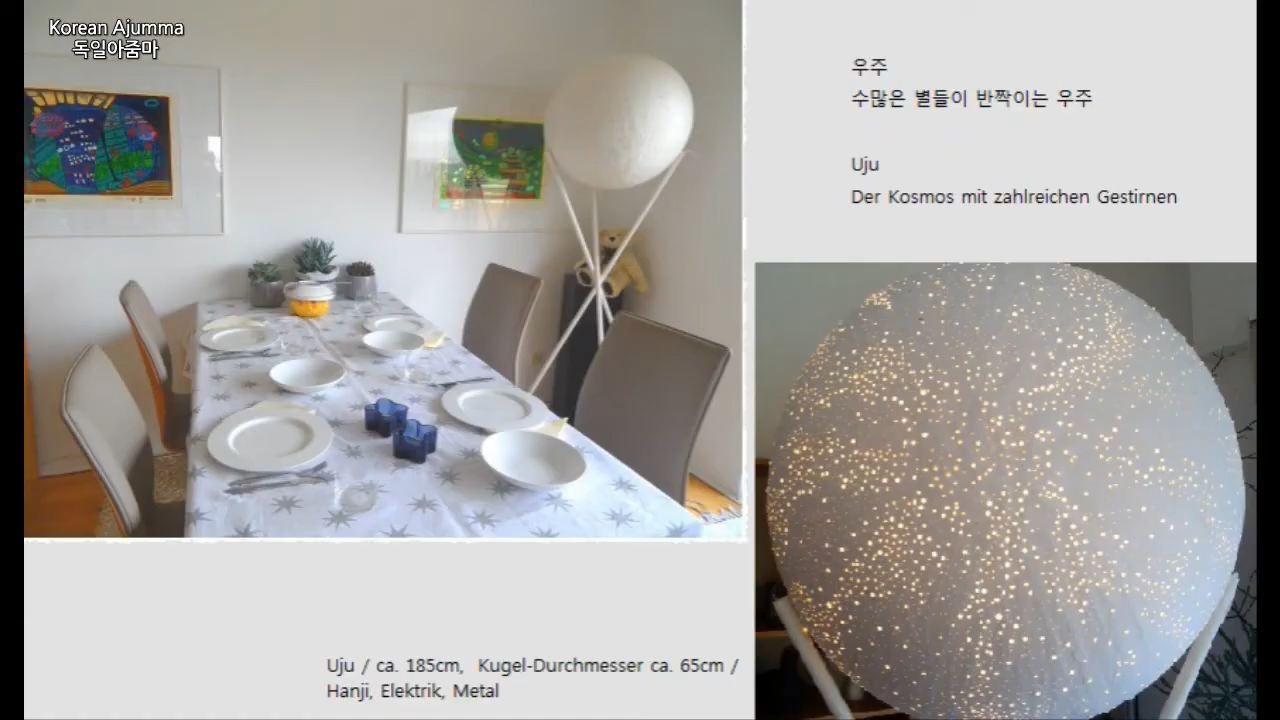 Korean Ajumma
독일아줌마
우주
수많은 별들이 반짝이는 우주
Uju
Der Kosmos mit zahlreichen Gestirnen
Uju / ca. 185cm, Kugel-Durchmesser ca. 65cm /
Hanji, Elektrik, Metal